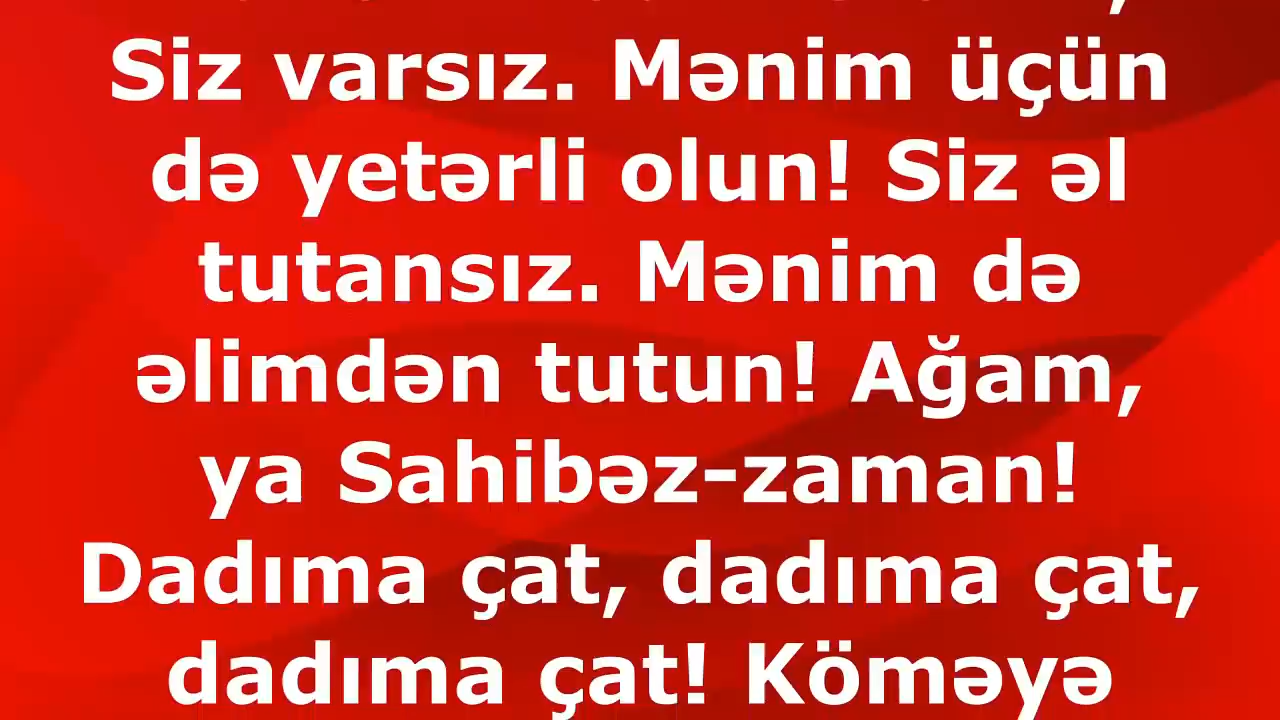 Siz varsız. Mənim üçün
də yetərli olun! Siz əl
tutansız. Mənim də
əlimdən tutun! Ağam,
ya Sahibəz-zaman!
Dadıma çat, dadıma çat,
dadıma çat! Köməyə